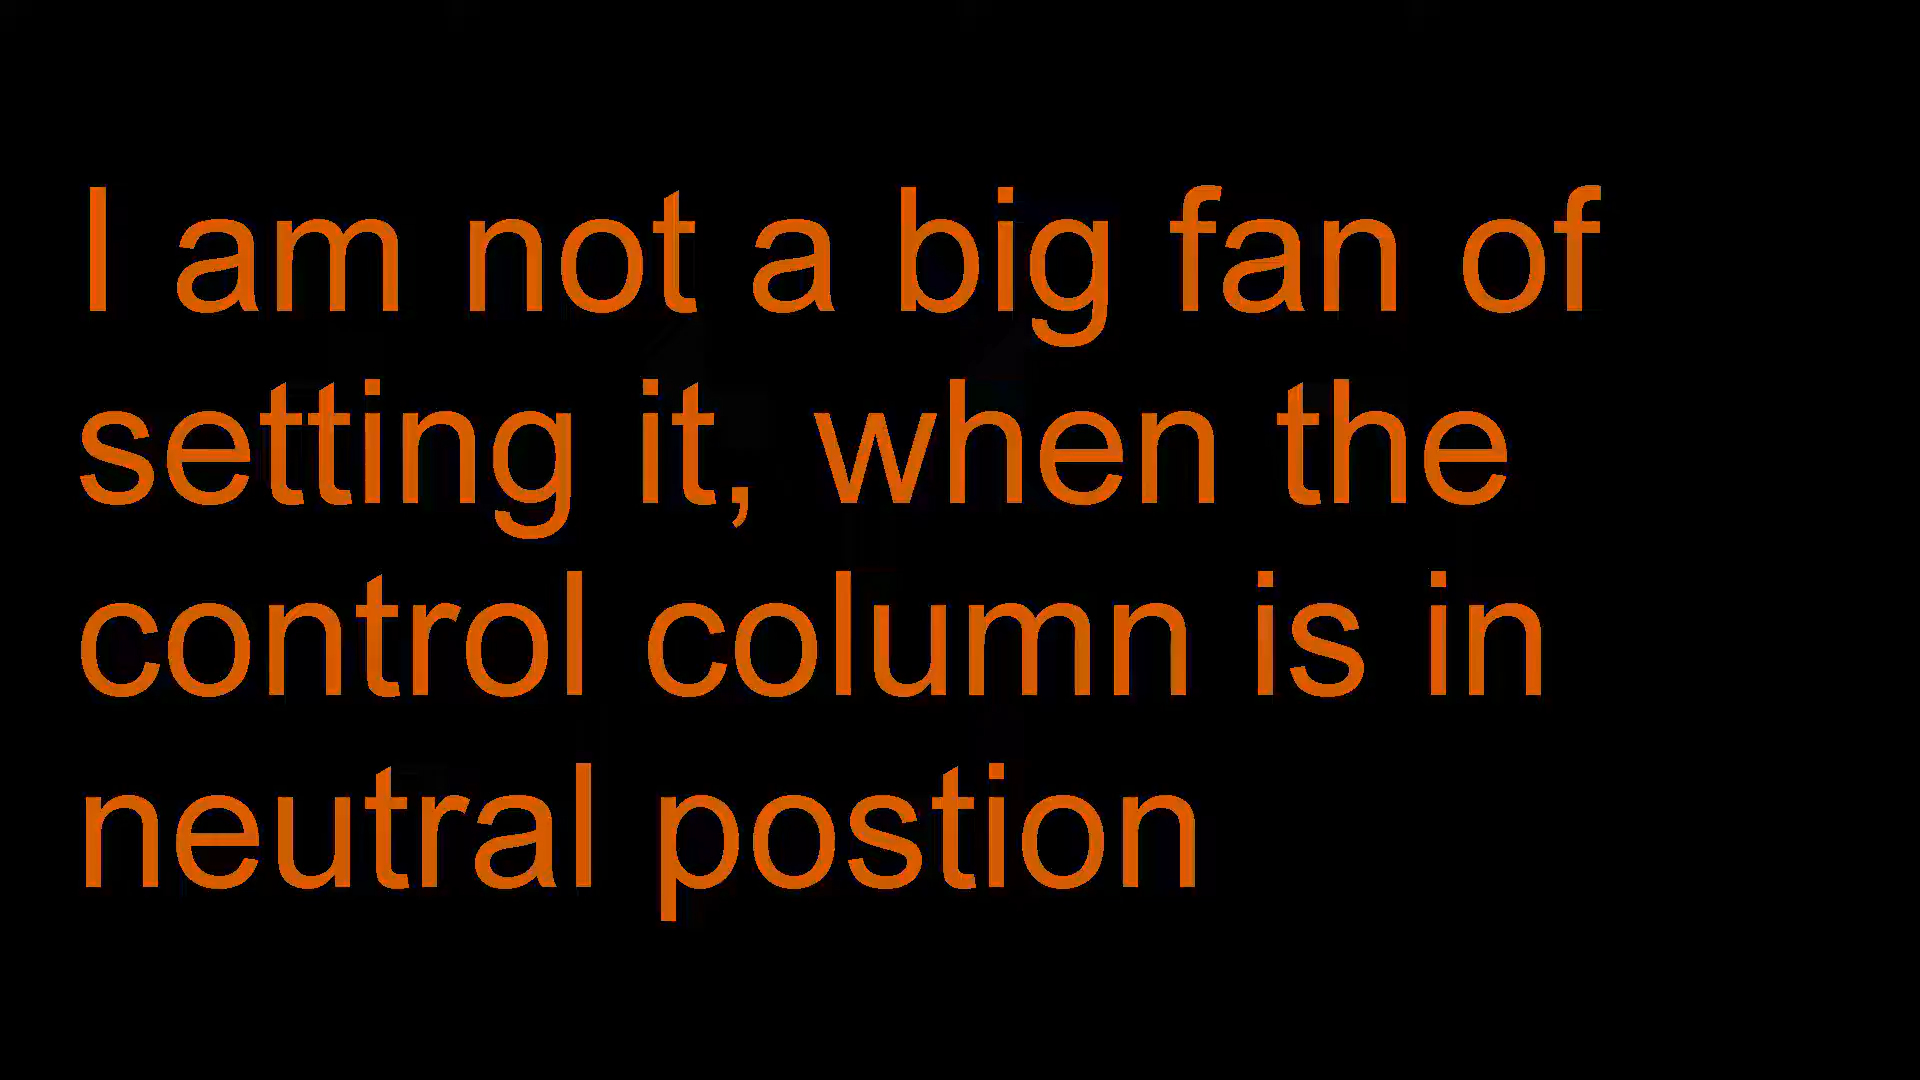 I am not a big fan of
setting it, when the
control column is in
neutral postion